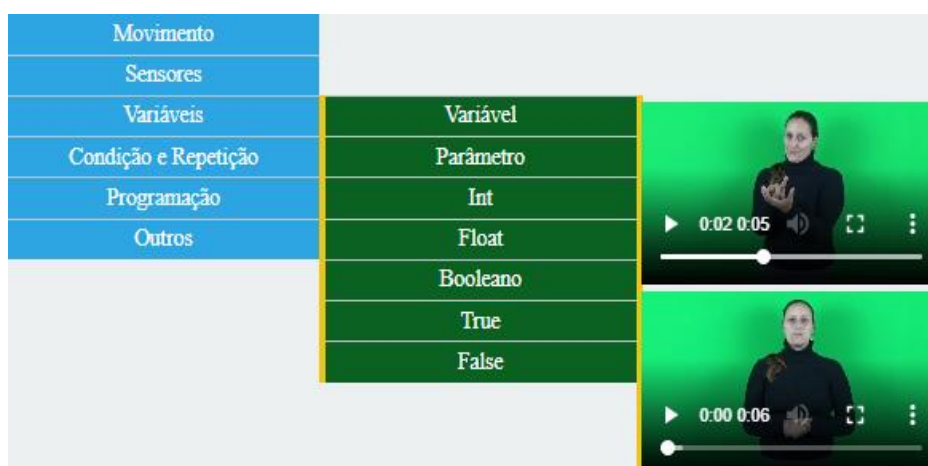 Movimento
Sensores
Variáveis
Condição e Repetição
Programação
Outros
Variável
Parâmetro
Int
Float
Booleano
True
False
0:02 0:05
0:00 0:06